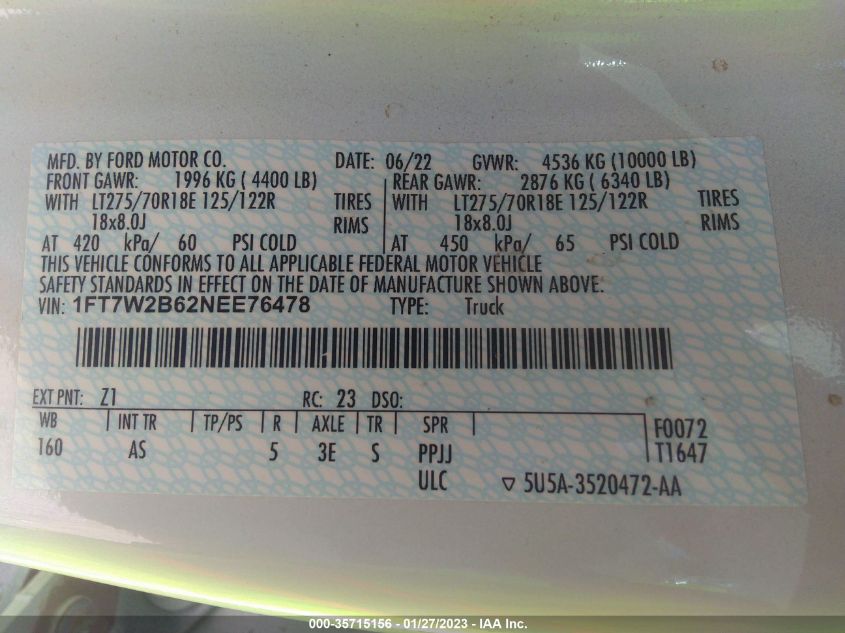 MFD. BY FORD MOTOR CO. DATE: 06/22 GVWR: 4536 KG (10000 LB)
FRONT GAWR: 1996 KG ( 4400 LB) REAR GAWR: 2876 KG ( 6340 LB)
WITH LT275/70R18E 125/122R TIRES WITH LT275/70R18E 125/122R TIRES
18x8.0J RIMS 18x8.0J RIMS
AT 420 kPa/ 60 PSI COLD AT 450 kPa/ 65 PSI COLD
THIS VEHICLE CONFORMS TO ALL APPLICABLE FEDERAL MOTOR VEHICLE
SAFETY STANDARDS IN EFFECT ON THE DATE OF MANUFACTURE SHOWN ABOVE.
VIN: 1FT7W2B62NEE76478 TYPE: Truck
EXT PNT: Z1 RC: 23 DSO:
WB INT TR TP/PS R AXLE TR SPR F0072
160 AS 5 3E S PPJJ T1647
ULC ▽ 5U5A-3520472-AA
000-35715156 - 01/27/2023 - IAA Inc.